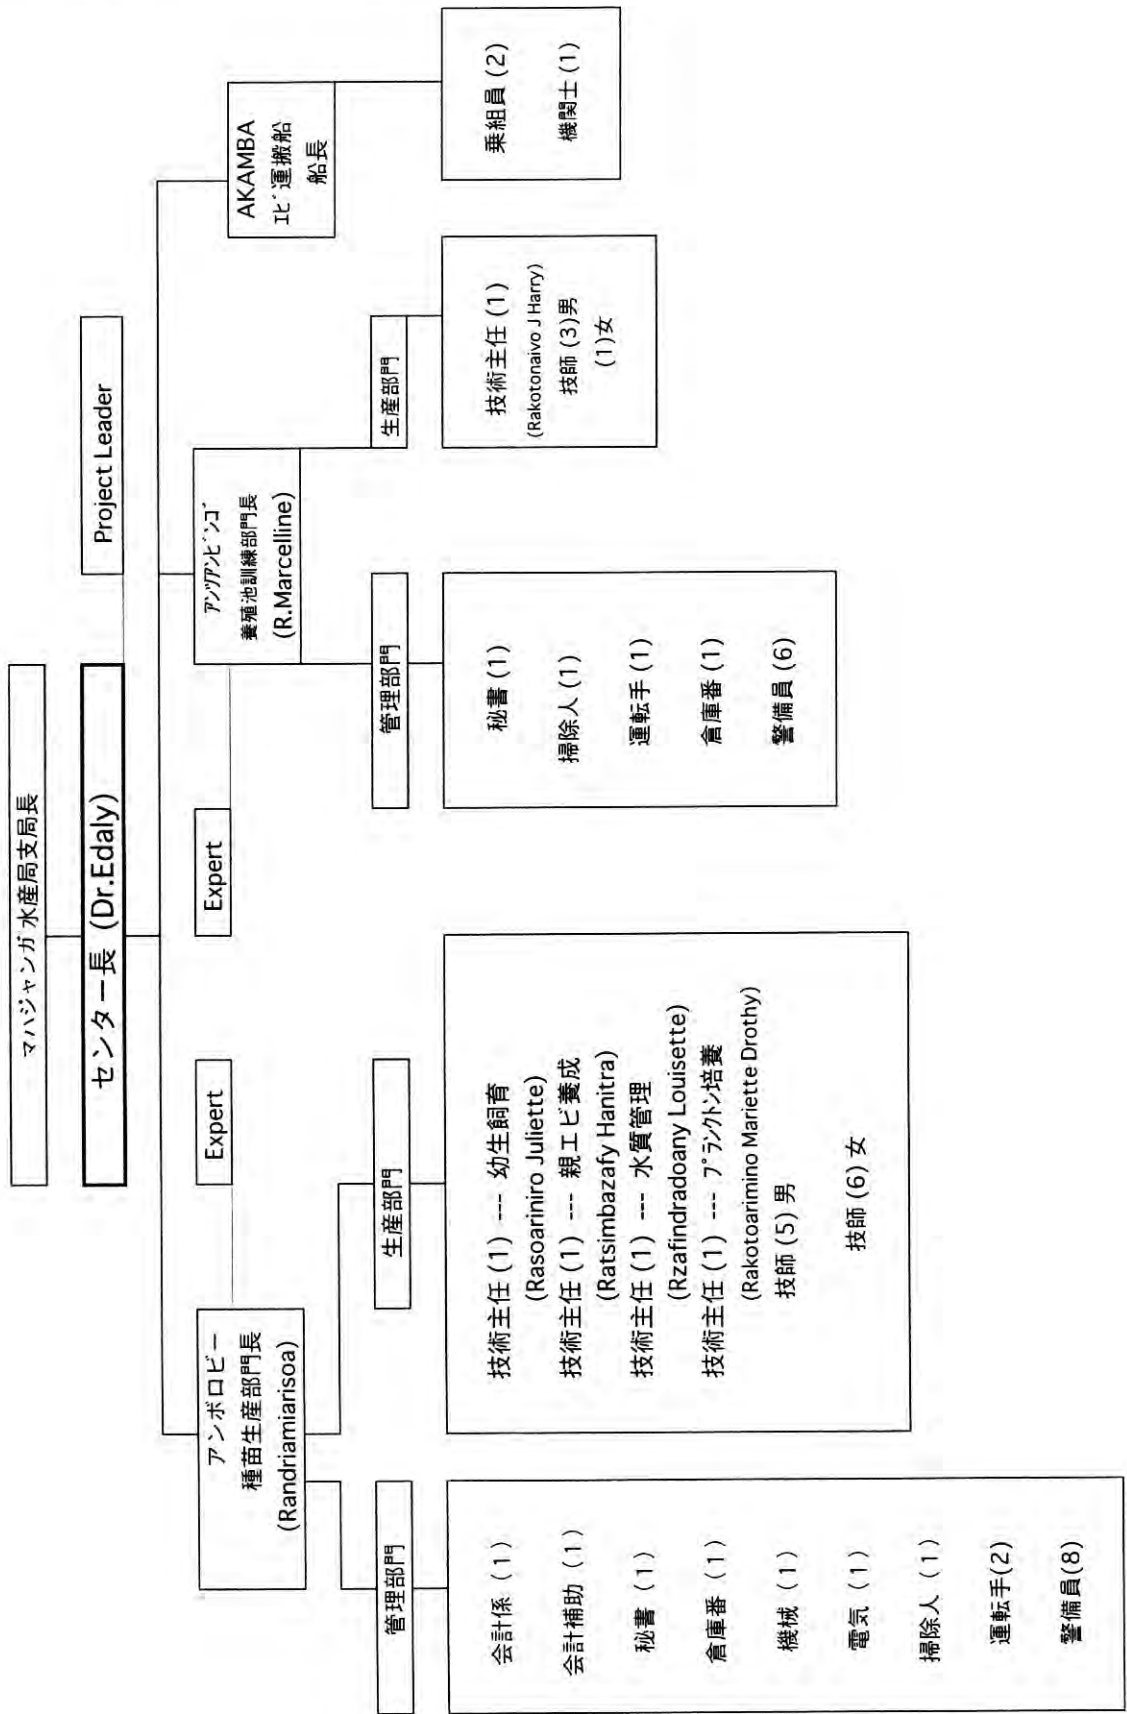 マハジャンガ水産局支局長
センター長 (Dr.Edaly)
Project Leader
アンボロビー
種苗生産部門長
(Randriamiarisoa)
Expert
Expert
アンツアンビンゴ
養殖池訓練部門長
(R.Marcelline)
AKAMBA
エビ運搬船
船長
管理部門
会計係 (1)
会計補助 (1)
秘書 (1)
倉庫番 (1)
機械 (1)
電気 (1)
掃除人 (1)
運転手(2)
警備員(8)
生産部門
技術主任 (1) --- 幼生飼育
(Rasoariniro Juliette)
技術主任 (1) --- 親エビ養成
(Ratsimbazafy Hanitra)
技術主任 (1) --- 水質管理
(Rzafindradoany Louisette)
技術主任 (1) --- プランクトン培養
(Rakotoarimino Mariette Drothy)
技師 (5) 男
技師 (6) 女
管理部門
秘書 (1)
掃除人 (1)
運転手 (1)
倉庫番 (1)
警備員 (6)
生産部門
技術主任 (1)
(Rakotonaivo J Harry)
技師 (3)男
(1)女
乗組員 (2)
機関士 (1)